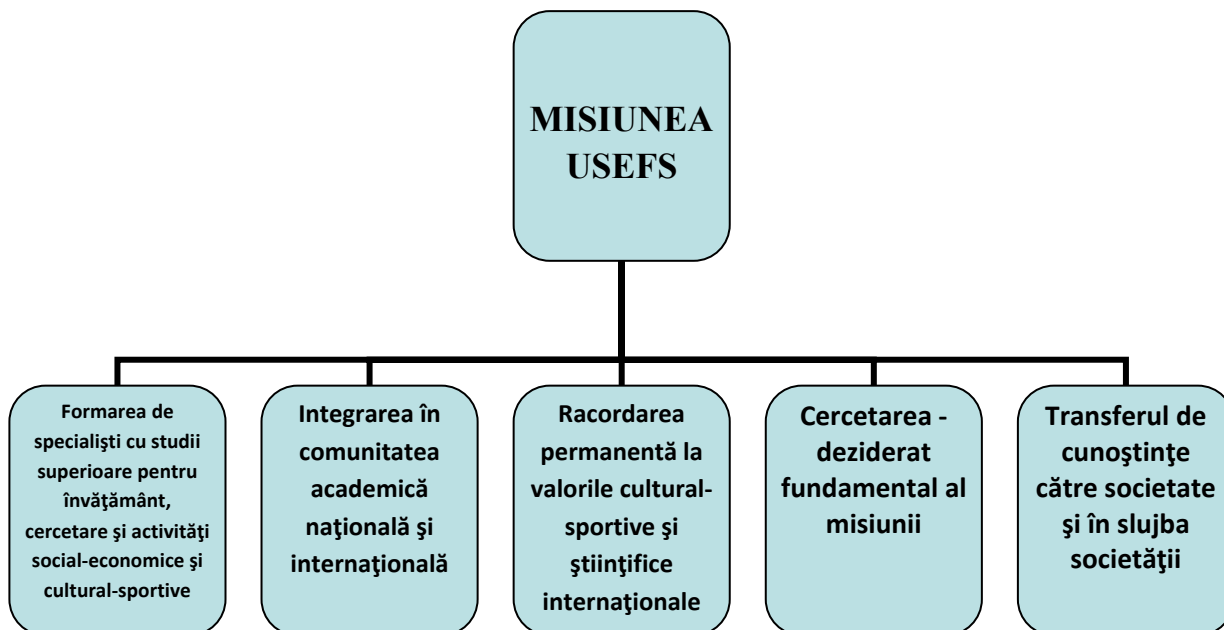 MISIUNEA
USEFS
Formarea de
specialişti cu studii
superioare pentru
învăţământ,
cercetare şi activităţi
social-economice şi
cultural-sportive
Integrarea în
comunitatea
academică
naţională şi
internaţională
Racordarea
permanentă la
valorile cultural-
sportive şi
ştiinţifice
internaţionale
Cercetarea -
deziderat
fundamental al
misiunii
Transferul de
cunoştinţe
către societate
şi în slujba
societăţii